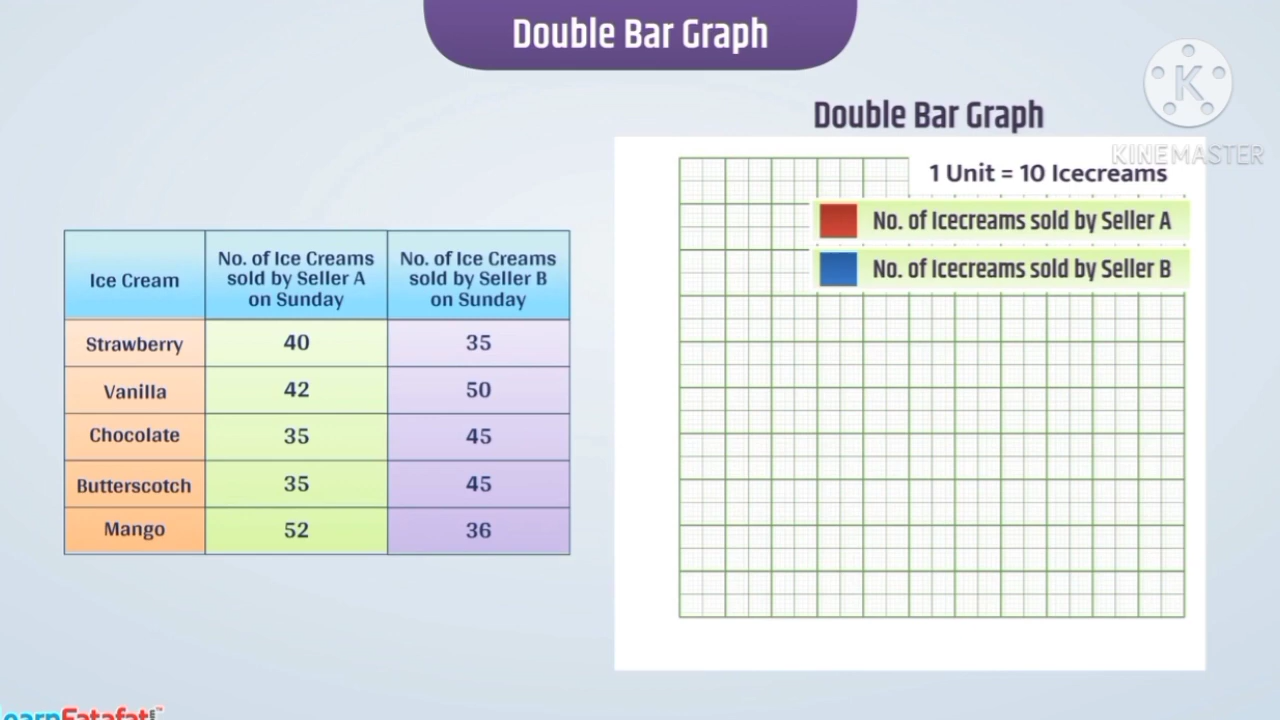 Double Bar Graph
K
KINEMASTER
Double Bar Graph
1 Unit = 10 Icecreams
No. of Icecreams sold by Seller A
No. of Icecreams sold by Seller B
Ice Cream
No. of Ice Creams
sold by Seller A
on Sunday
No. of Ice Creams
sold by Seller B
on Sunday
Strawberry 40 35
Vanilla 42 50
Chocolate 35 45
Butterscotch 35 45
Mango 52 36
LearnFatafat